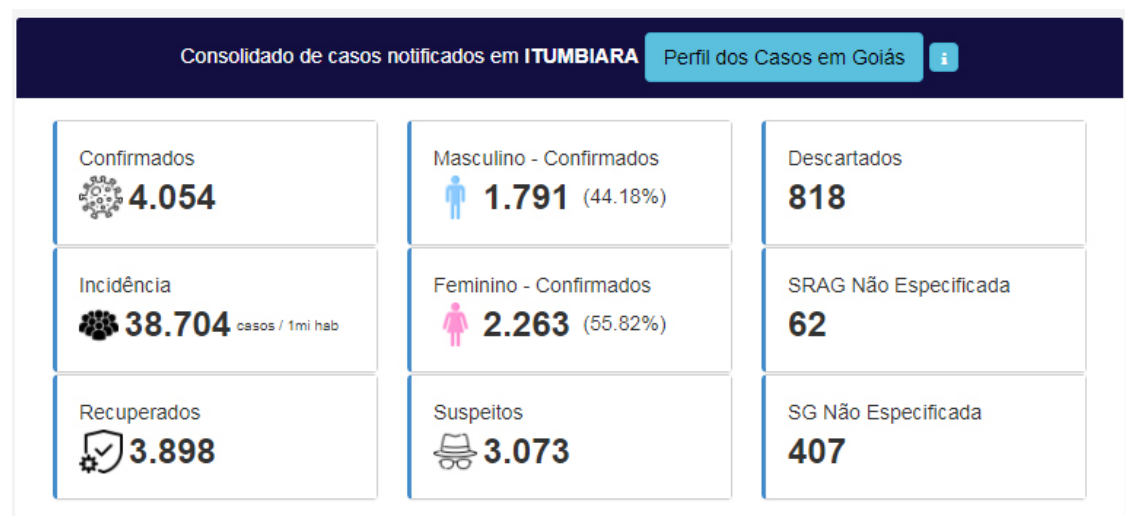 Consolidado de casos notificados em ITUMBIARA Perfil dos Casos em Goiás i
Confirmados
4.054
Masculino - Confirmados
1.791 (44.18%)
Descartados
818
Incidência
38.704 casos / 1mi hab
Feminino - Confirmados
2.263 (55.82%)
SRAG Não Especificada
62
Recuperados
3.898
Suspeitos
3.073
SG Não Especificada
407